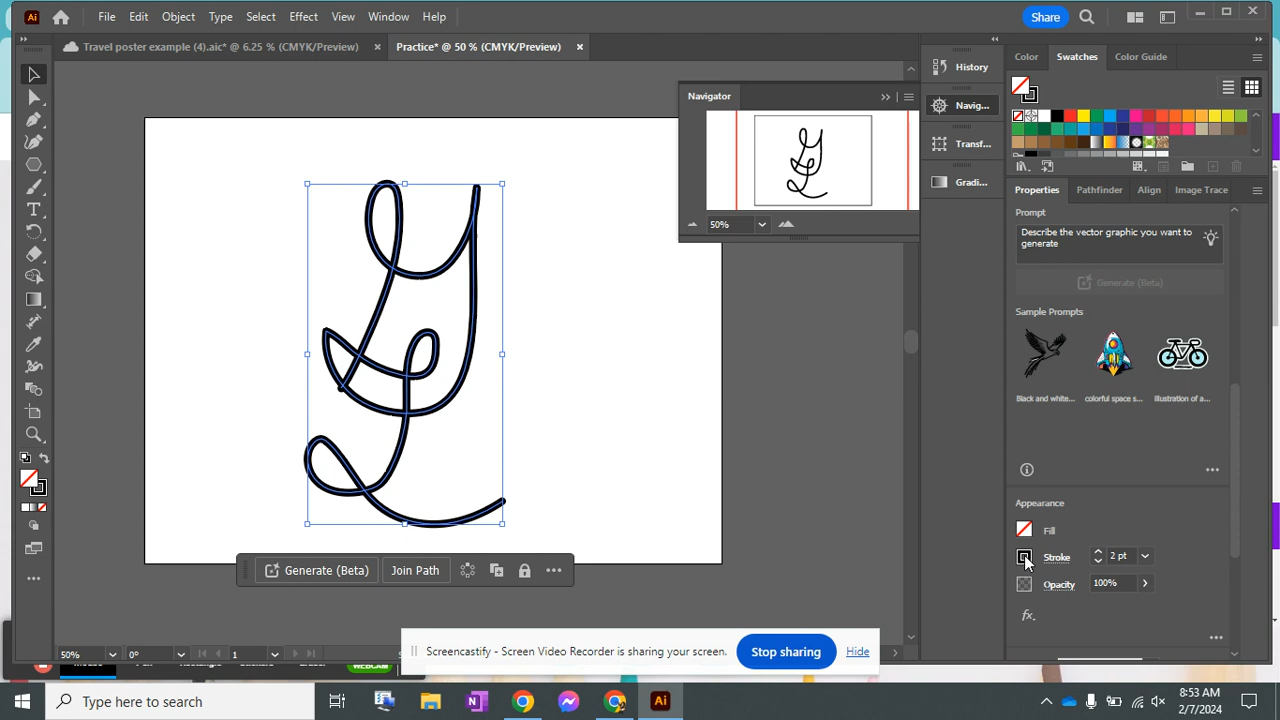 Ai File Edit Object Type Select Effect View Window Help Share
Travel poster example (4).aic* @ 6.25 % (CMYK/Preview) Practice* @ 50 % (CMYK/Preview)
History
Navig...
Transf...
Gradi...
Navigator
50%
Color Swatches Color Guide
Properties Pathfinder Align Image Trace
Prompt
Describe the vector graphic you want to
generate
Generate (Beta)
Sample Prompts
Black and white... colorful space s... Illustration of a...
Appearance
Fill
Stroke 2 pt
Opacity 100%
fx.
Generate (Beta) Join Path
50% 0° 1
Screencastify - Screen Video Recorder is sharing your screen. Stop sharing Hide
WEBCAM
Type here to search
Ai
8:53 AM
2/7/2024